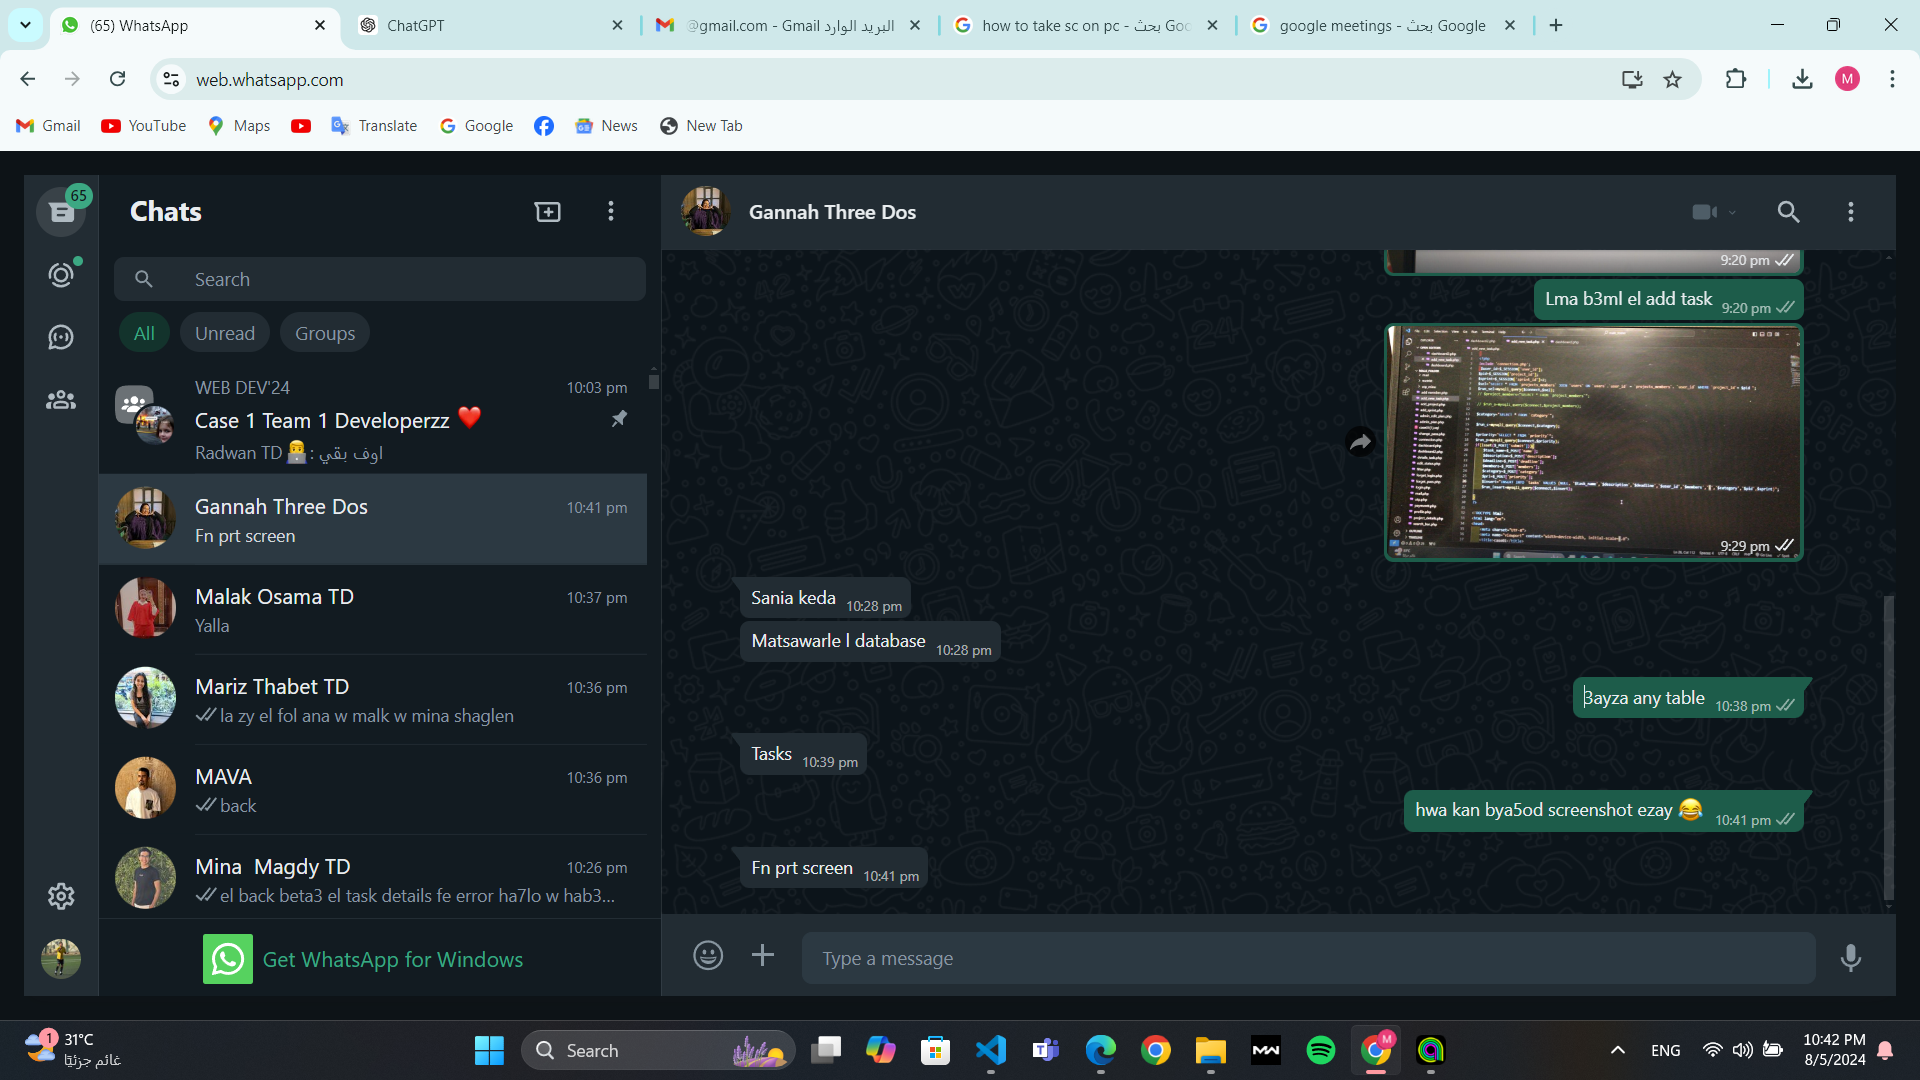 (65) WhatsApp
ChatGPT
@gmail.com - Gmail البريد الوارد
how to take sc on pc - بحث Goo
google meetings - بحث Google
web.whatsapp.com
M
Gmail
YouTube
Maps
Translate
Google
News
New Tab
65
Chats
Search
All
Unread
Groups
WEB DEV'24
10:03 pm
Case 1 Team 1 Developerzz ❤️
Radwan TD 👨‍💻: اوف بقي
Gannah Three Dos
10:41 pm
Fn prt screen
Malak Osama TD
10:37 pm
Yalla
Mariz Thabet TD
10:36 pm
la zy el fol ana w malk w mina shaglen
MAVA
10:36 pm
back
Mina Magdy TD
10:26 pm
el back beta3 el task details fe error ha7lo w hab3...
Get WhatsApp for Windows
Gannah Three Dos
9:20 pm
Lma b3ml el add task 9:20 pm
9:29 pm
Sania keda 10:28 pm
Matsawarle l database 10:28 pm
3ayza any table 10:38 pm
Tasks 10:39 pm
hwa kan bya5od screenshot ezay 😂 10:41 pm
Fn prt screen 10:41 pm
Type a message
1
31°C
غائم جزئيًا
Search
M
ENG
10:42 PM
8/5/2024